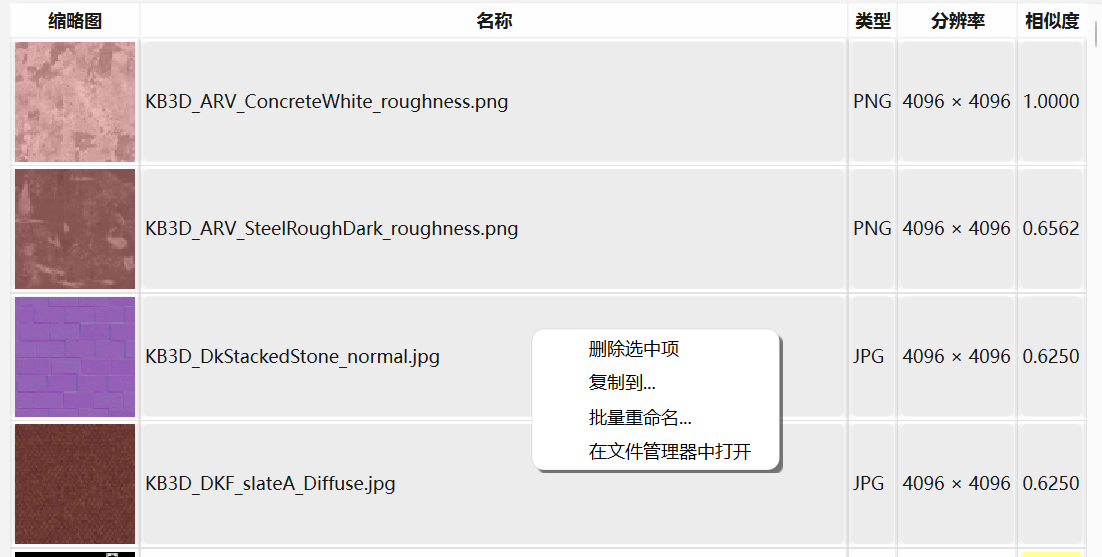 缩略图 名称 类型 分辨率 相似度
KB3D_ARV_ConcreteWhite_roughness.png PNG 4096 × 4096 1.0000
KB3D_ARV_SteelRoughDark_roughness.png PNG 4096 × 4096 0.6562
KB3D_DkStackedStone_normal.jpg JPG 4096 × 4096 0.6250
删除选中项
复制到...
批量重命名...
在文件管理器中打开
KB3D_DKF_slateA_Diffuse.jpg JPG 4096 × 4096 0.6250